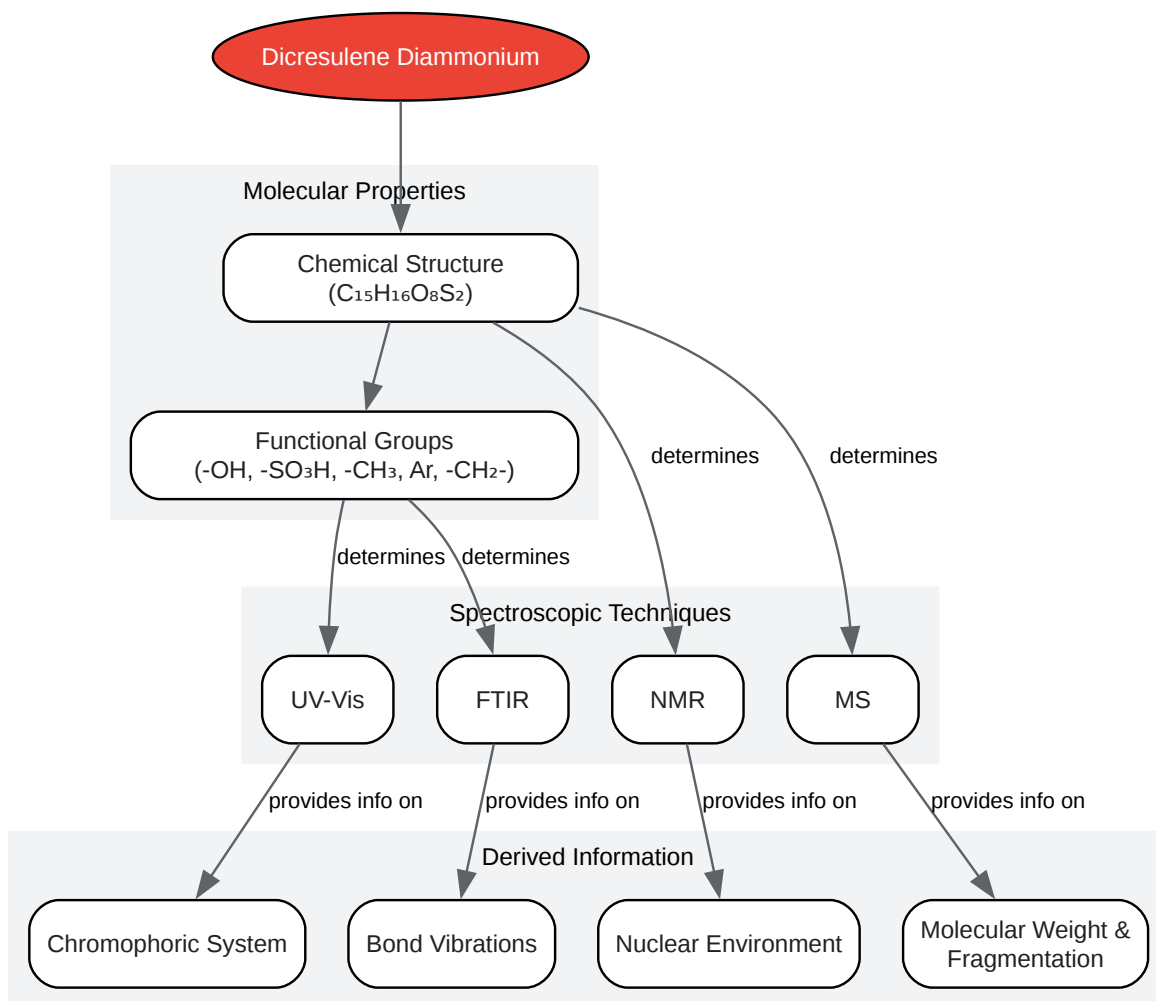 Dicresulene Diammonium
Molecular Properties
Chemical Structure
(C₁₅H₁₆O₈S₂)
Functional Groups
(-OH, -SO₃H, -CH₃, Ar, -CH₂-)
determines
determines
determines
determines
Spectroscopic Techniques
UV-Vis
FTIR
NMR
MS
provides info on
provides info on
provides info on
provides info on
Derived Information
Chromophoric System
Bond Vibrations
Nuclear Environment
Molecular Weight &
Fragmentation